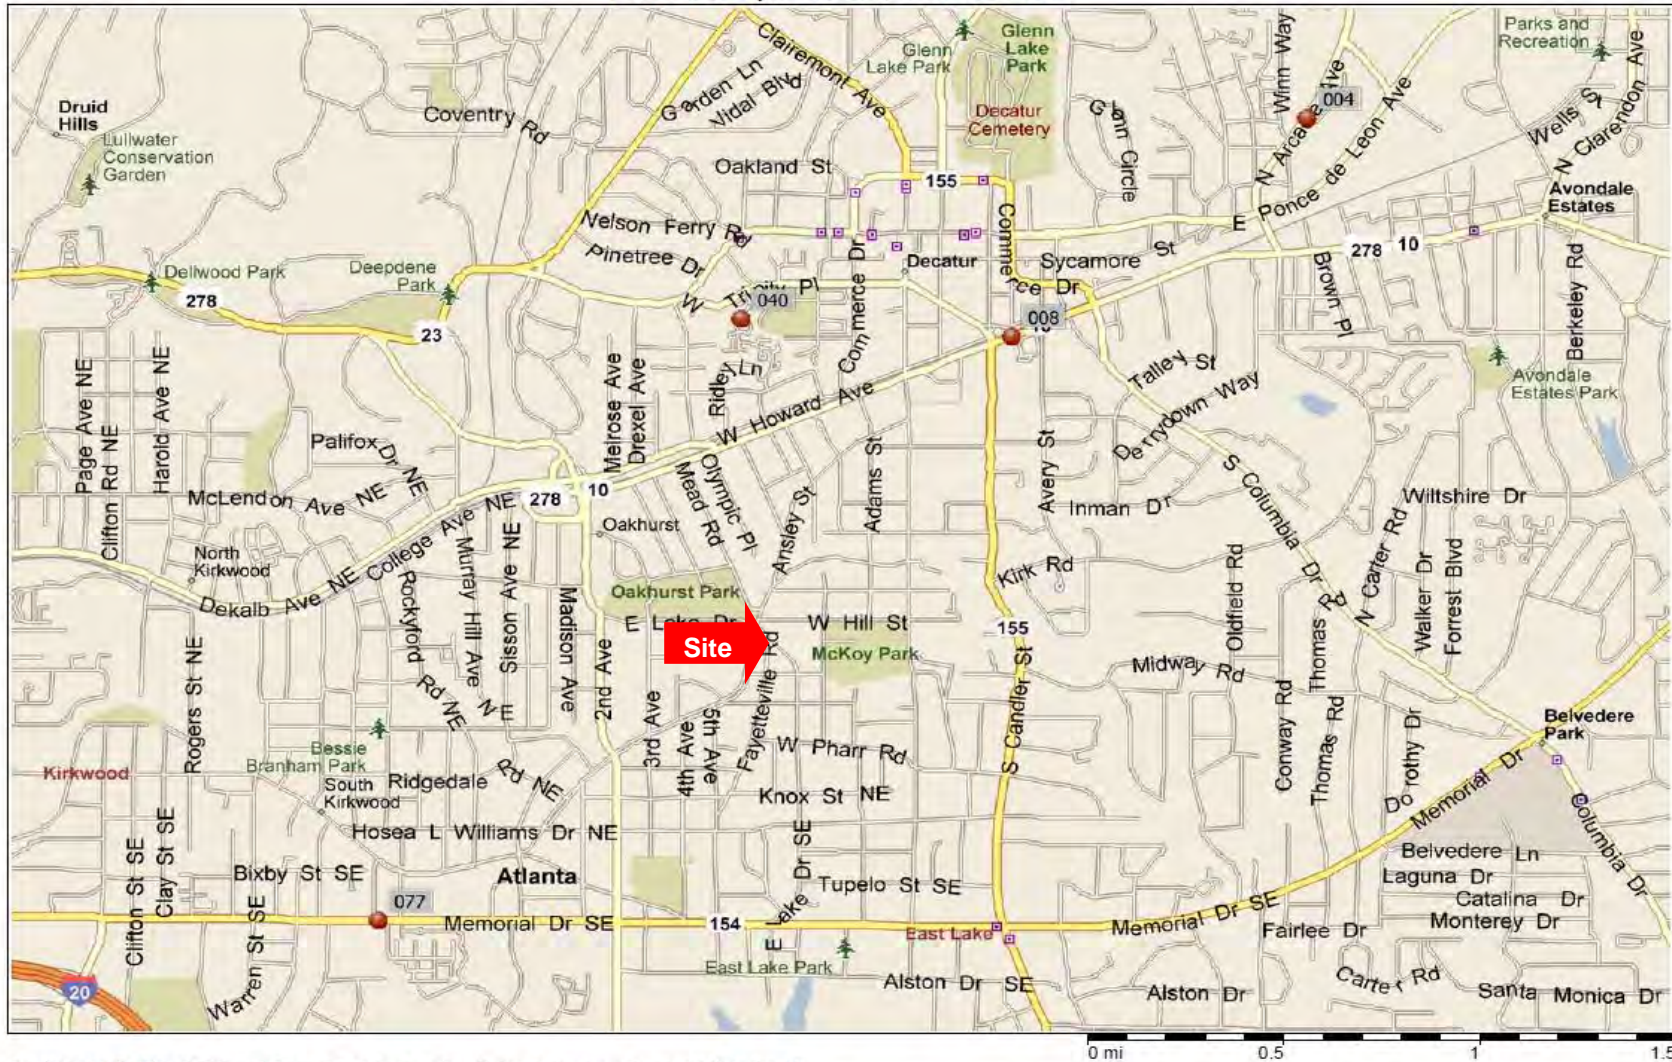 Clairemont Ave
Glenn Lake Park
Glenn Lake Park
Winn Way
Parks and Recreation
Garden Ln
Vidal Blvd
Druid Hills
Coventry Rd
Decatur Cemetery
Glenn Circle
004
N Arcadia Ave
E Ponce de Leon Ave
Wells St
N Clarendon Ave
Lullwater Conservation Garden
Oakland St
155
Avondale Estates
Nelson Ferry Rd
Commerce Dr
Pinetree Dr
Commerce Dr
Decatur
Sycamore St
278
10
Brown Pl
Berkeley Rd
Dellwood Park
Deepdene Park
278
W Trinity Pl
040
008
10
23
Page Ave NE
Harold Ave NE
Melrose Ave
Drexel Ave
Ridley Ln
W Howard Ave
Talley St
Derrydown Way
Avondale Estates Park
Clifton Rd NE
Palifox Dr NE
McLendon Ave NE
College Ave NE
278
10
Mead Rd
Olympic Pl
Ansley St
Adams St
Avery St
Inman Dr
S Columbia Dr
Wiltshire Dr
Oakhurst
North Kirkwood
Dekalb Ave NE
Rockyford Rd NE
Murray Hill Ave NE
Sisson Ave NE
Madison Ave
2nd Ave
Oakhurst Park
Kirk Rd
Oldfield Rd
Thomas Rd
N Carter Rd
Walker Dr
Forrest Blvd
E Lake Dr
W Hill St
155
Site
McKoy Park
Fayetteville Rd
Midway Rd
Rogers St NE
3rd Ave
4th Ave
5th Ave
W Pharr Rd
S Candler St
Conway Rd
Thomas Rd
Dorothy Dr
Belvedere Park
Kirkwood
Bessie Branham Park
South Kirkwood
Ridgedale Rd NE
Knox St NE
Memorial Dr
Columbia Dr
Hosea L Williams Dr NE
Clifton St SE
Clay St SE
Bixby St SE
Atlanta
E Lake Dr SE
Tupelo St SE
Belvedere Ln
Laguna Dr
Catalina Dr
Monterey Dr
077
Memorial Dr SE
154
East Lake
Memorial Dr SE
Fairlee Dr
Warren St SE
20
East Lake Park
Alston Dr SE
Alston Dr
Carter Rd
Santa Monica Dr
0 mi
0.5
1
1.5